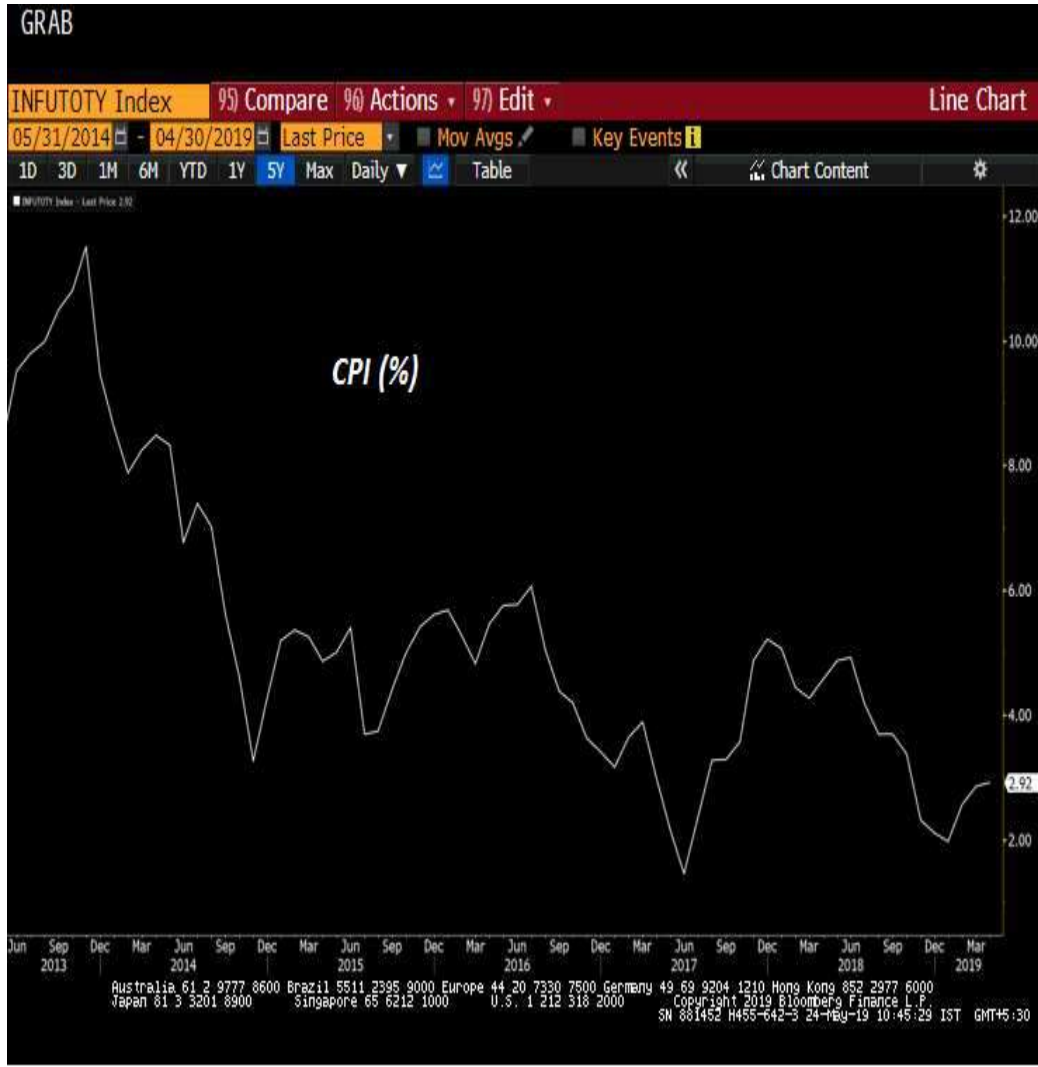 GRAB
INFUTOTY Index 95) Compare 96) Actions 97) Edit Line Chart
05/31/2014 - 04/30/2019 Last Price Mov Avgs Key Events i
1D 3D 1M 6M YTD 1Y 5Y Max Daily ▼ Table « Chart Content
INFUTOTY Index - Last Price 2.92
12.00
10.00
CPI (%)
8.00
6.00
4.00
2.92
2.00
Jun Sep Dec Mar Jun Sep Dec Mar Jun Sep Dec Mar Jun Sep Dec Mar Jun Sep Dec Mar Jun Sep Dec Mar
2013 2014 2015 2016 2017 2018 2019
Australia 61 2 9777 8600 Brazil 5511 2395 9000 Europe 44 20 7330 7500 Germany 49 69 9204 1210 Hong Kong 852 2977 6000
Japan 81 3 3201 8900 Singapore 65 6212 1000 U.S. 1 212 318 2000 Copyright 2019 Bloomberg Finance L.P.
SN 881452 H455-642-3 24-May-19 10:45:29 IST GMT+5:30